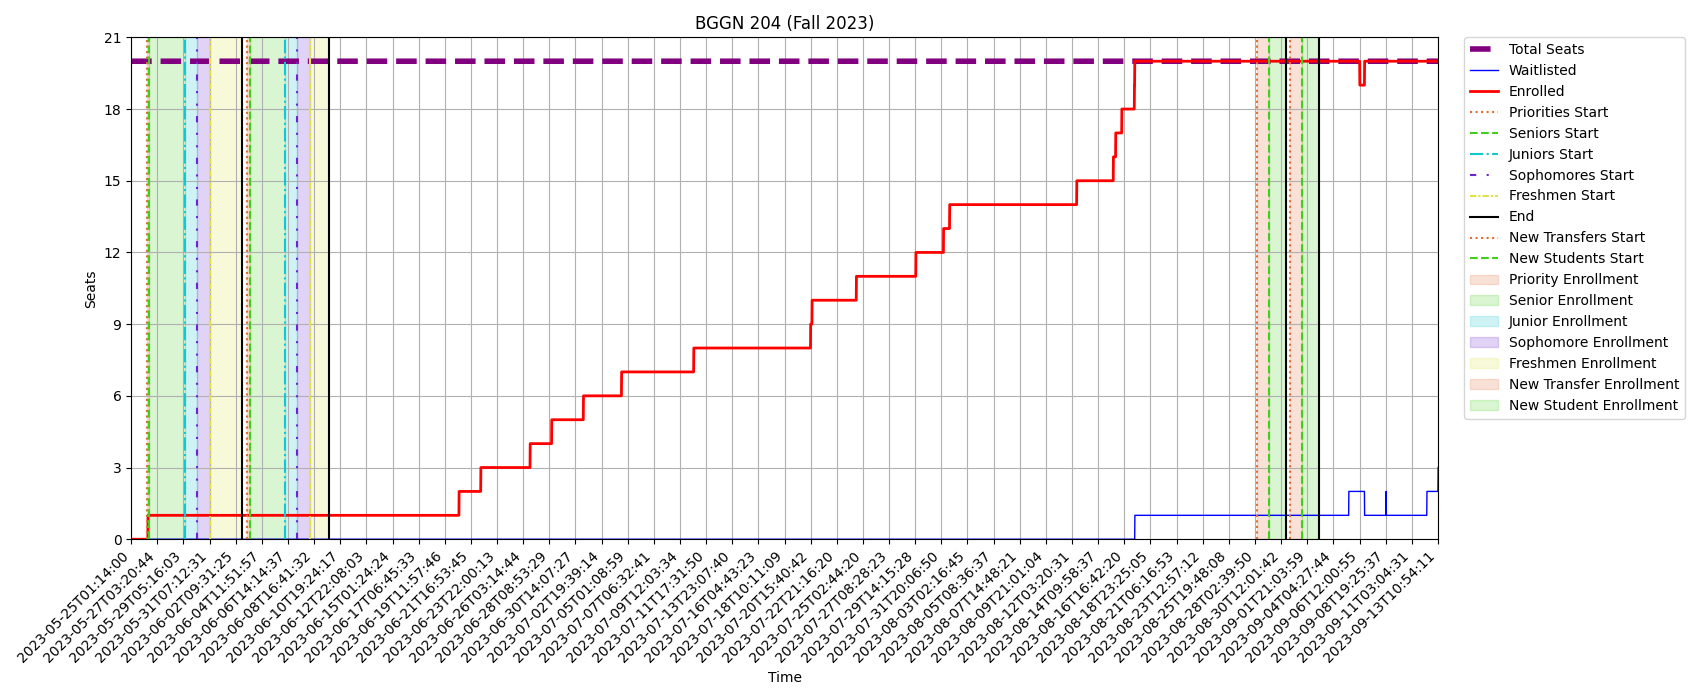 BGGN 204 (Fall 2023)
21
18
15
12
9
6
3
0
Seats
2023-05-25T01:14:00
2023-05-27T03:20:44
2023-05-29T05:16:03
2023-05-31T07:12:31
2023-06-02T09:31:25
2023-06-04T11:51:57
2023-06-06T14:14:37
2023-06-08T16:41:32
2023-06-10T19:24:17
2023-06-12T22:08:03
2023-06-15T01:24:24
2023-06-17T06:45:33
2023-06-19T11:57:46
2023-06-21T16:53:45
2023-06-23T22:00:13
2023-06-26T03:14:44
2023-06-28T08:53:29
2023-06-30T14:07:27
2023-07-02T19:39:14
2023-07-05T01:08:59
2023-07-07T06:32:41
2023-07-09T12:03:34
2023-07-11T17:31:50
2023-07-13T23:07:40
2023-07-16T04:43:23
2023-07-18T10:11:09
2023-07-20T15:40:42
2023-07-22T21:16:20
2023-07-25T02:44:20
2023-07-27T08:28:23
2023-07-29T14:15:28
2023-07-31T20:06:50
2023-08-03T02:16:45
2023-08-05T08:36:37
2023-08-07T14:48:21
2023-08-09T21:01:04
2023-08-12T03:20:31
2023-08-14T09:58:37
2023-08-16T16:42:20
2023-08-18T23:25:05
2023-08-21T06:16:53
2023-08-23T12:57:12
2023-08-25T19:48:08
2023-08-28T02:39:50
2023-08-30T12:01:42
2023-09-01T21:03:59
2023-09-04T04:27:44
2023-09-06T12:00:55
2023-09-08T19:25:37
2023-09-11T03:04:31
2023-09-13T10:54:11
Time
Total Seats
Waitlisted
Enrolled
Priorities Start
Seniors Start
Juniors Start
Sophomores Start
Freshmen Start
End
New Transfers Start
New Students Start
Priority Enrollment
Senior Enrollment
Junior Enrollment
Sophomore Enrollment
Freshmen Enrollment
New Transfer Enrollment
New Student Enrollment